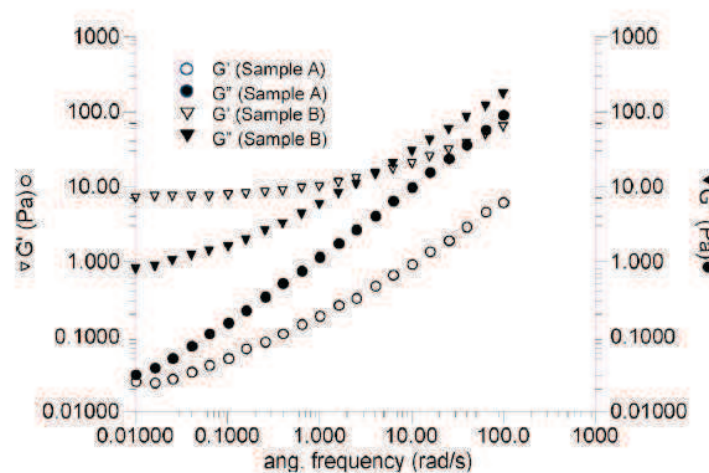 1000
100.0
10.00
1.000
0.1000
0.01000
▽ G' (Pa) ○
○ G' (Sample A)
● G" (Sample A)
▽ G' (Sample B)
▼ G" (Sample B)
1000
100.0
10.00
1.000
0.1000
0.01000
▼ G (Pa) ●
0.01000 0.1000 1.000 10.00 100.0 1000
ang. frequency (rad/s)